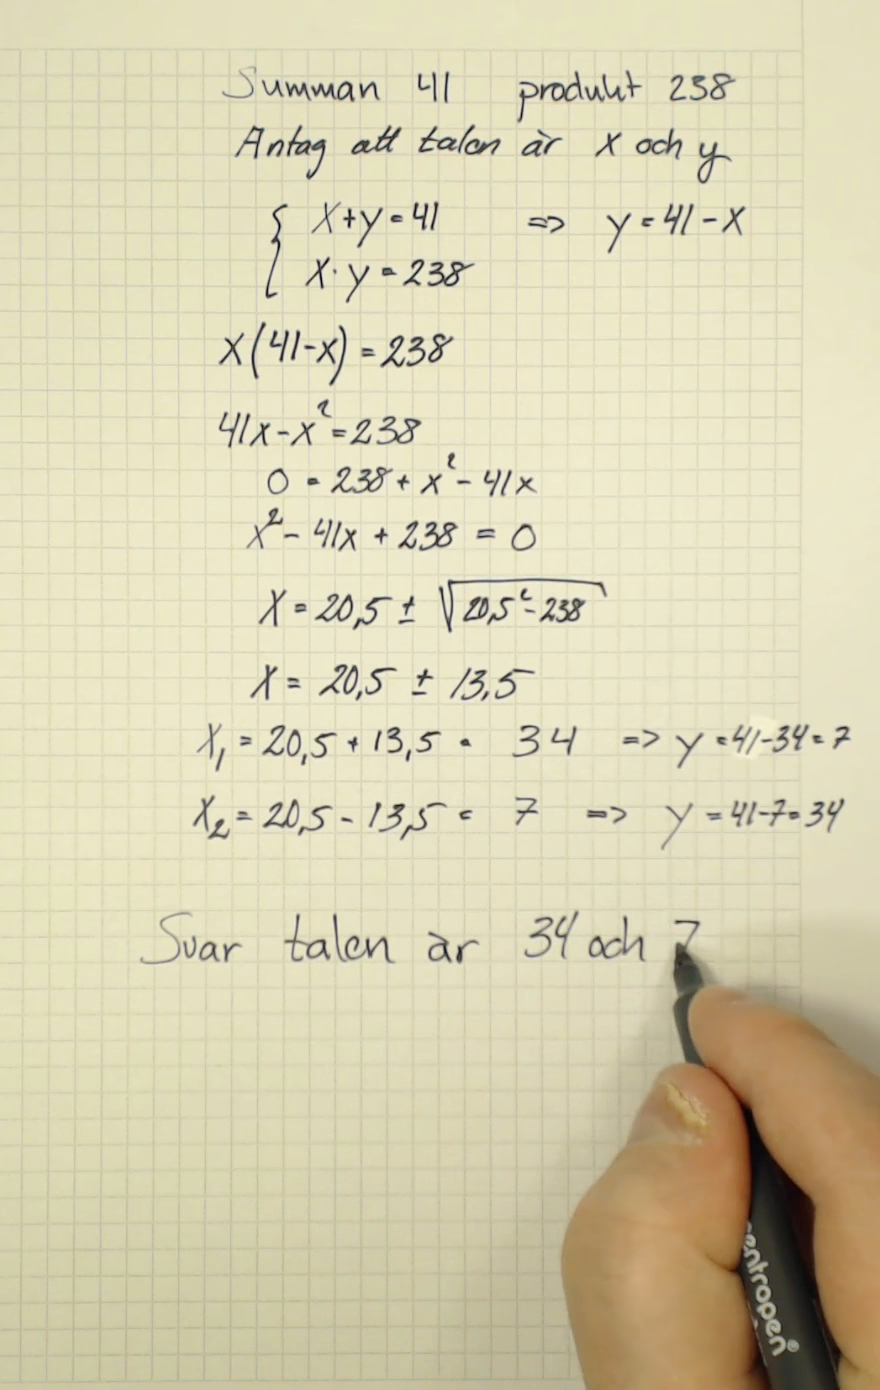 Summan 41 produkt 238
Antag att talen är x och y
{ x+y=41 => y=41-x
x·y=238
x(41-x)=238
41x-x²=238
0=238+x²-41x
x²-41x+238=0
x=20,5±√20,5²-238
x=20,5±13,5
x₁=20,5+13,5=34 => y=41-34=7
x₂=20,5-13,5=7 => y=41-7=34
Svar talen är 34 och 7
centropen®